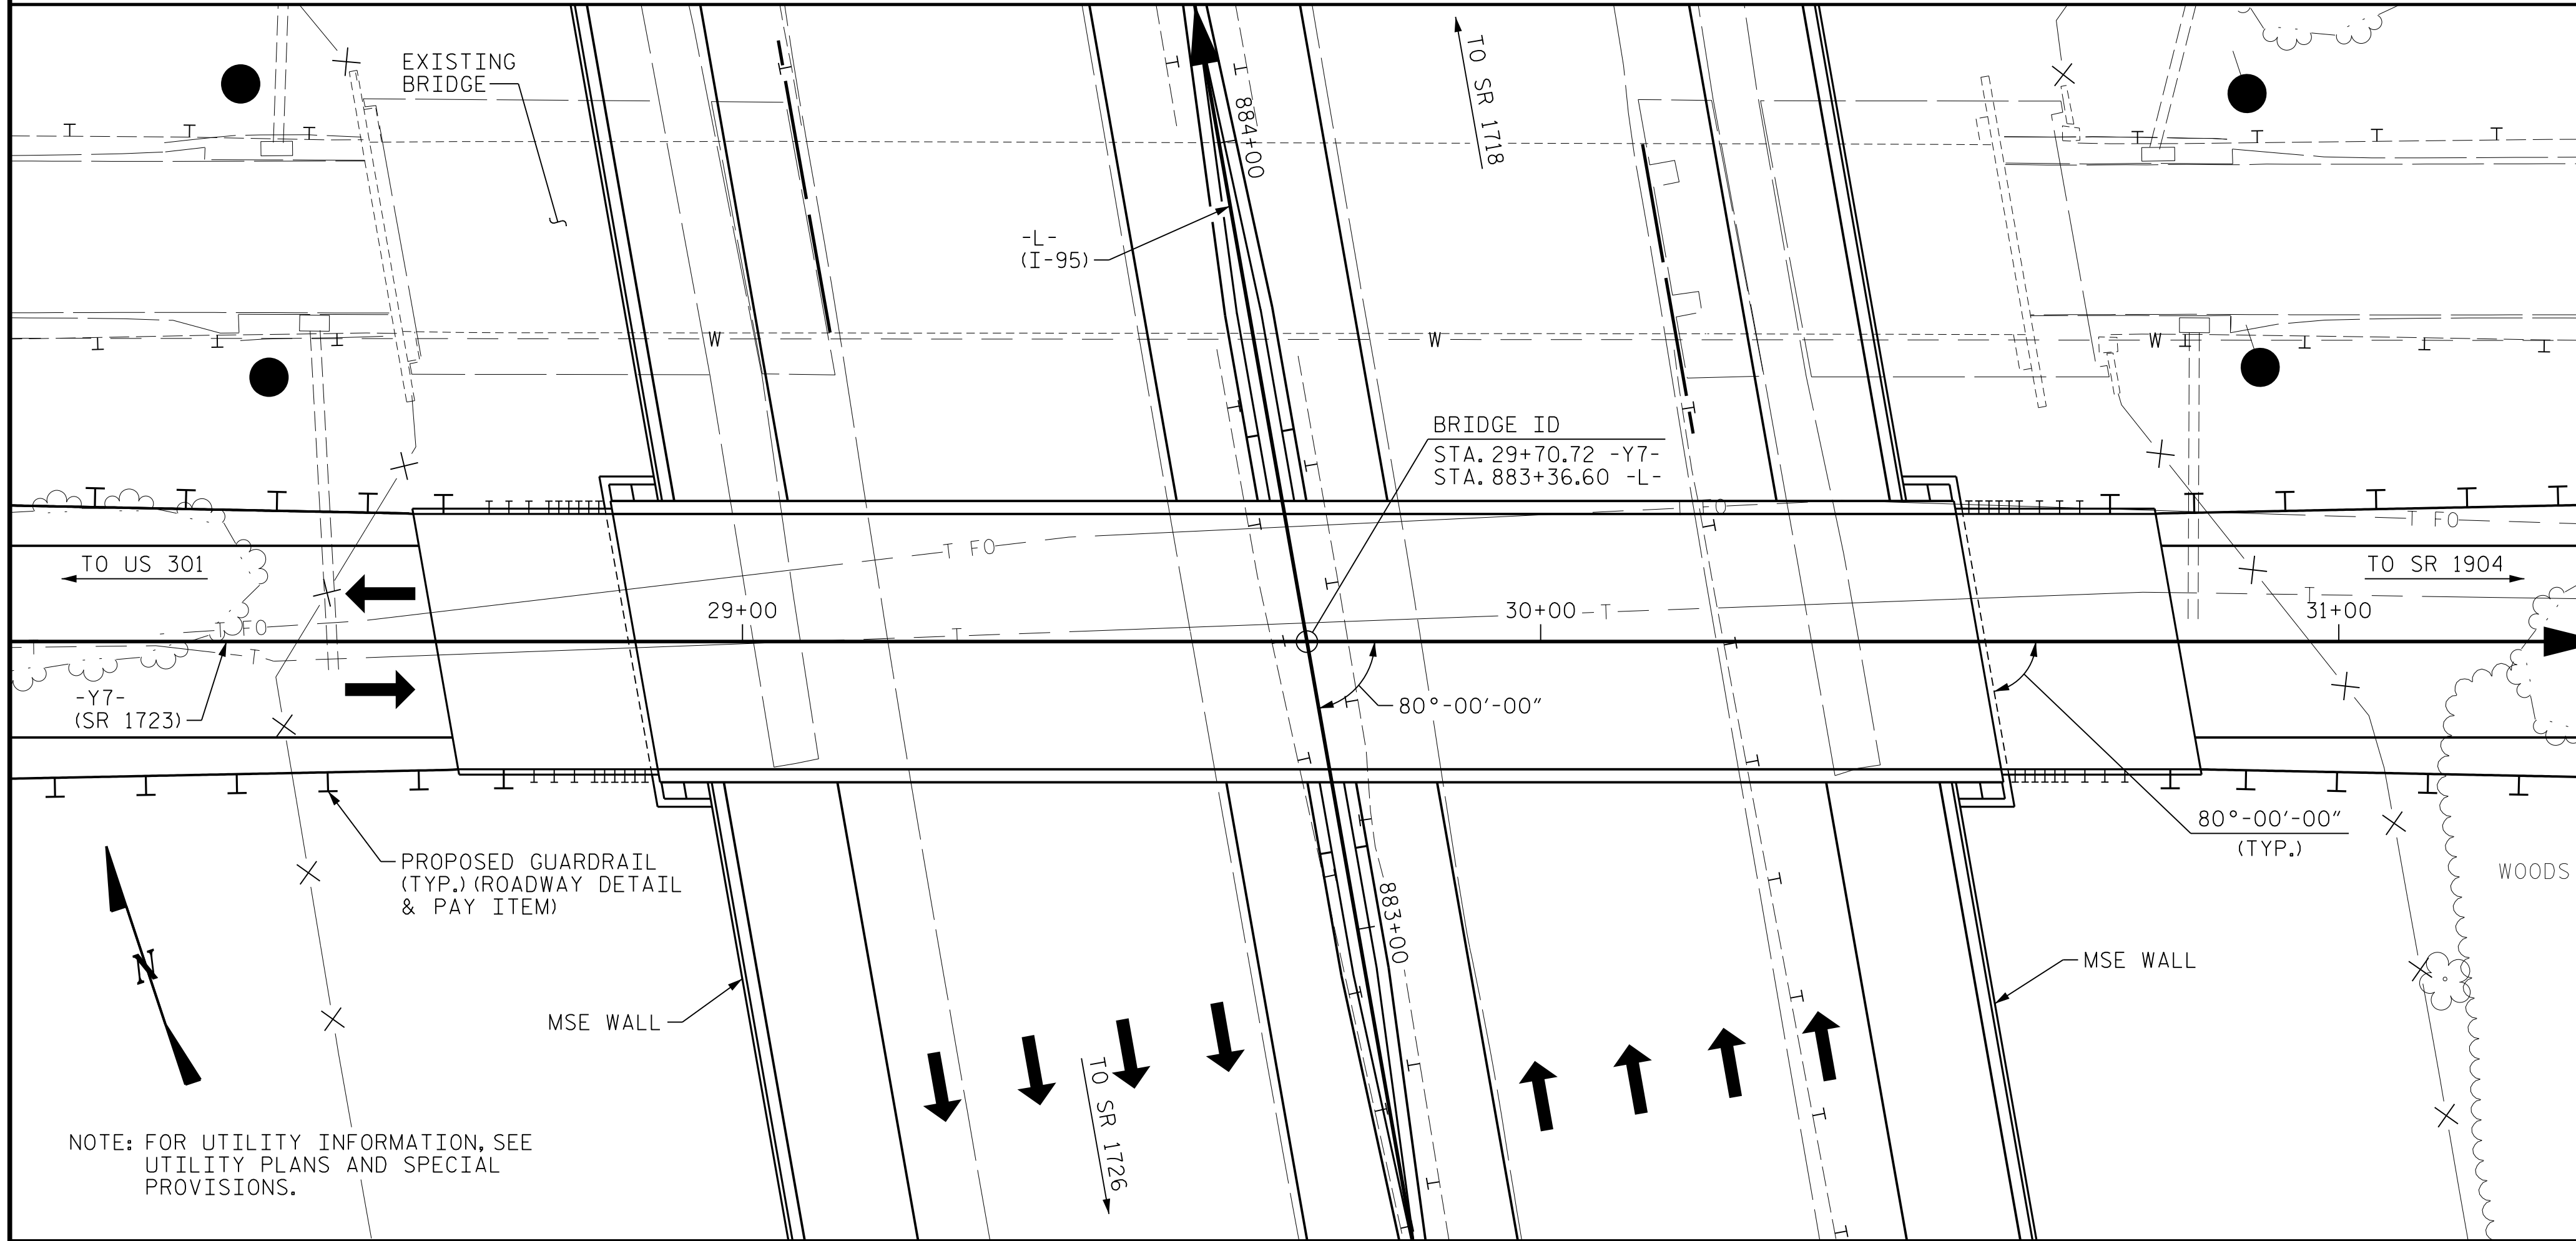 EXISTING
BRIDGE
TO SR 1718
884+00
-L-
(I-95)
W
W
W
BRIDGE ID
STA. 29+70.72 -Y7-
STA. 883+36.60 -L-
T FO
T FO
T FO
T FO
TO US 301
TO SR 1904
29+00
30+00
31+00
T
T
T
T
-Y7-
(SR 1723)
80°-00'-00"
80°-00'-00"
(TYP.)
PROPOSED GUARDRAIL
(TYP.) (ROADWAY DETAIL
& PAY ITEM)
WOODS
883+00
N
MSE WALL
MSE WALL
TO SR 1726
NOTE: FOR UTILITY INFORMATION, SEE
UTILITY PLANS AND SPECIAL
PROVISIONS.